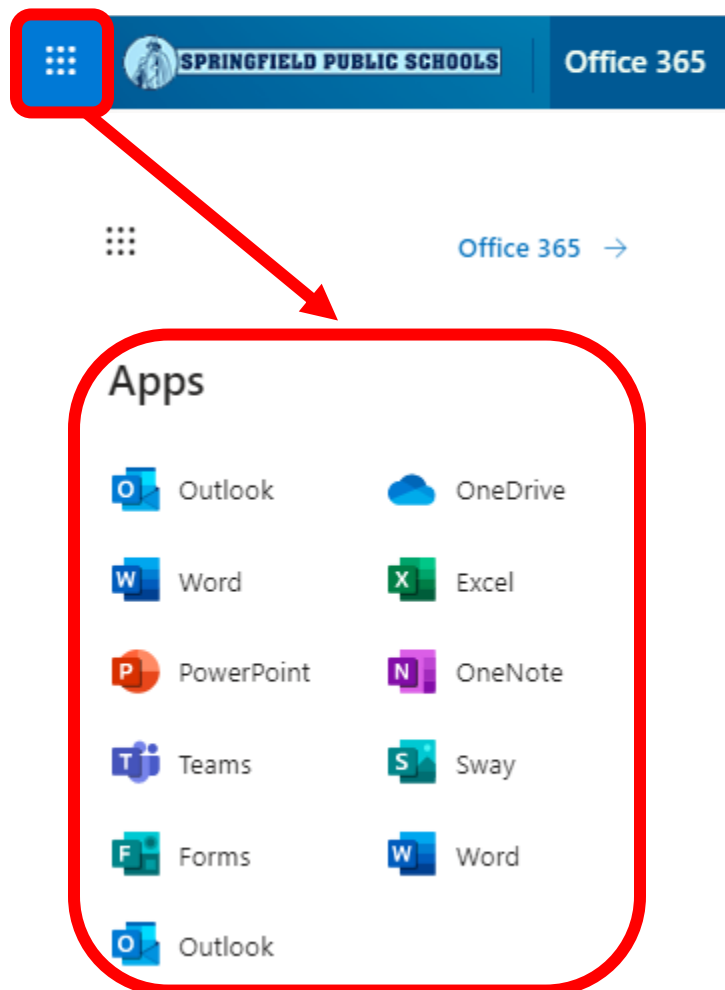 SPRINGFIELD PUBLIC SCHOOLS Office 365
Office 365 →
Apps
Outlook OneDrive
Word Excel
PowerPoint OneNote
Teams Sway
Forms Word
Outlook